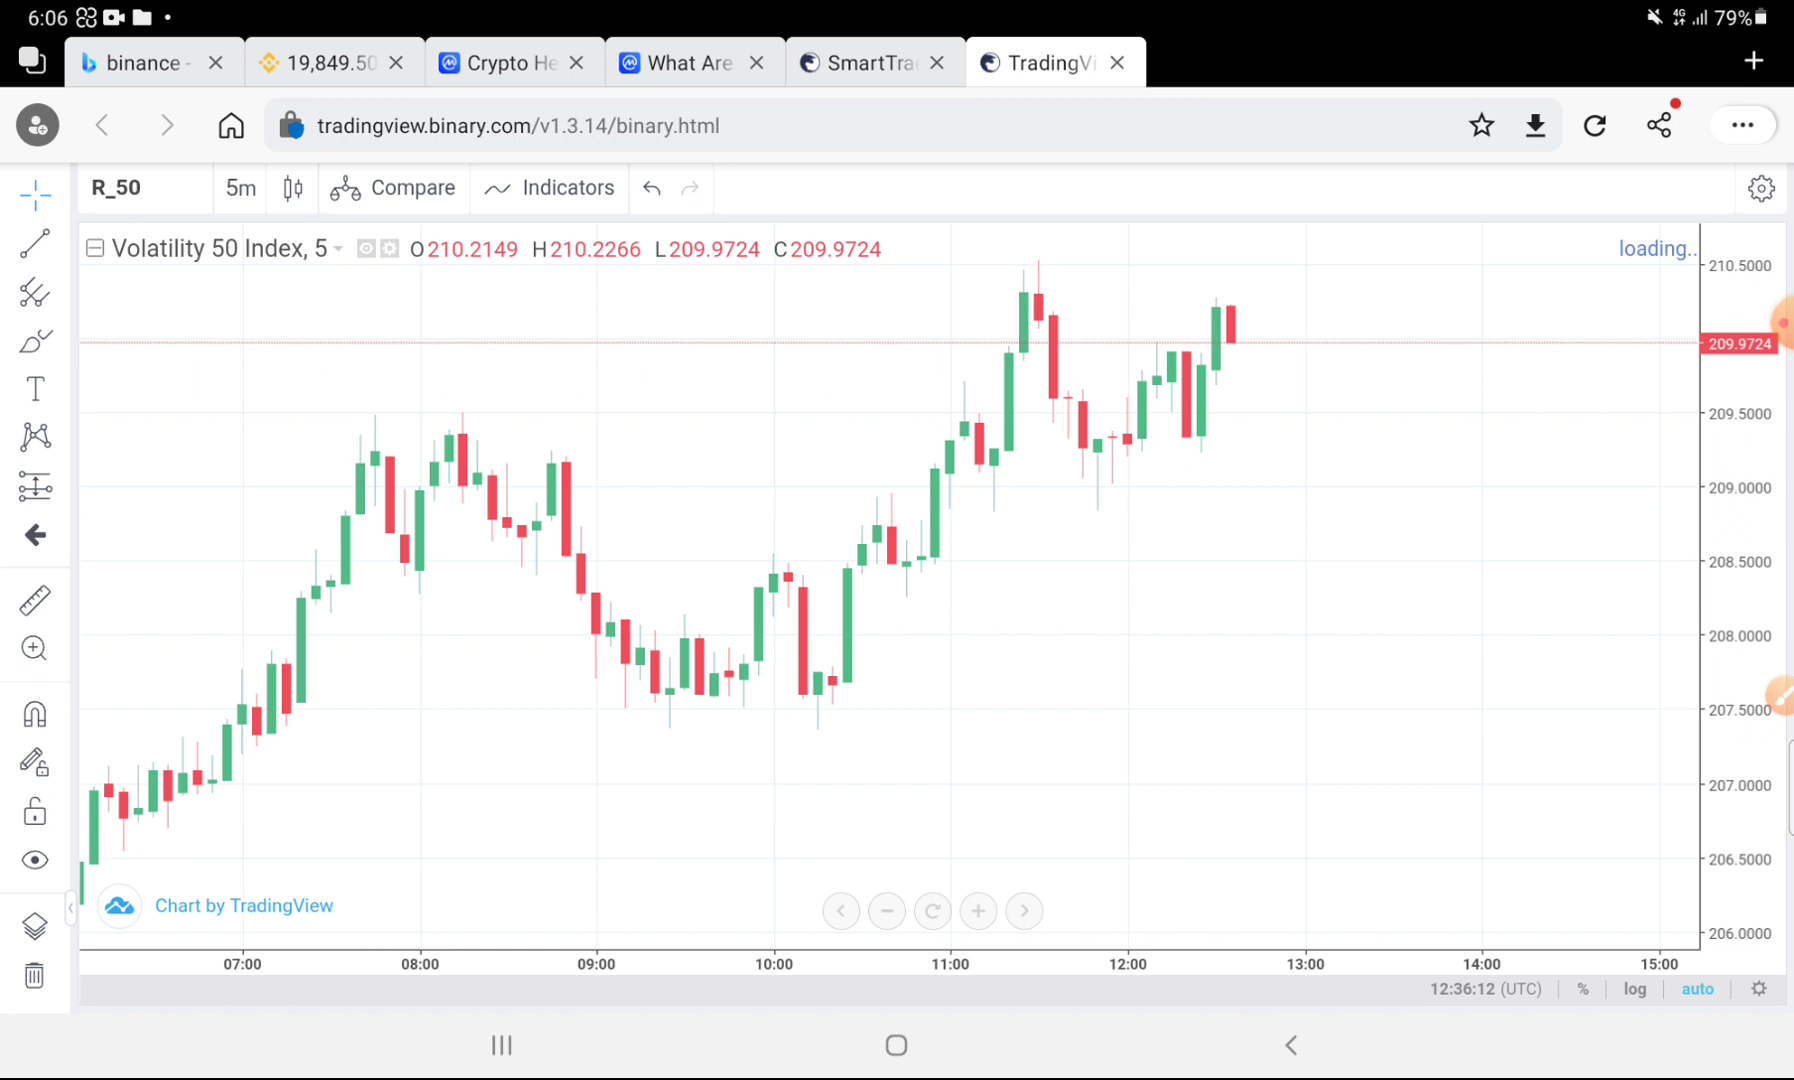 6:06
4G 79%
binance -
19,849.50
Crypto He
What Are
SmartTra
TradingVi
tradingview.binary.com/v1.3.14/binary.html
R_50 5m Compare Indicators
Volatility 50 Index, 5 O210.2149 H210.2266 L209.9724 C209.9724
loading..
210.5000
209.9724
209.5000
209.0000
208.5000
208.0000
207.5000
207.0000
206.5000
206.0000
T
Chart by TradingView
07:00 08:00 09:00 10:00 11:00 12:00 13:00 14:00 15:00
12:36:12 (UTC) % log auto